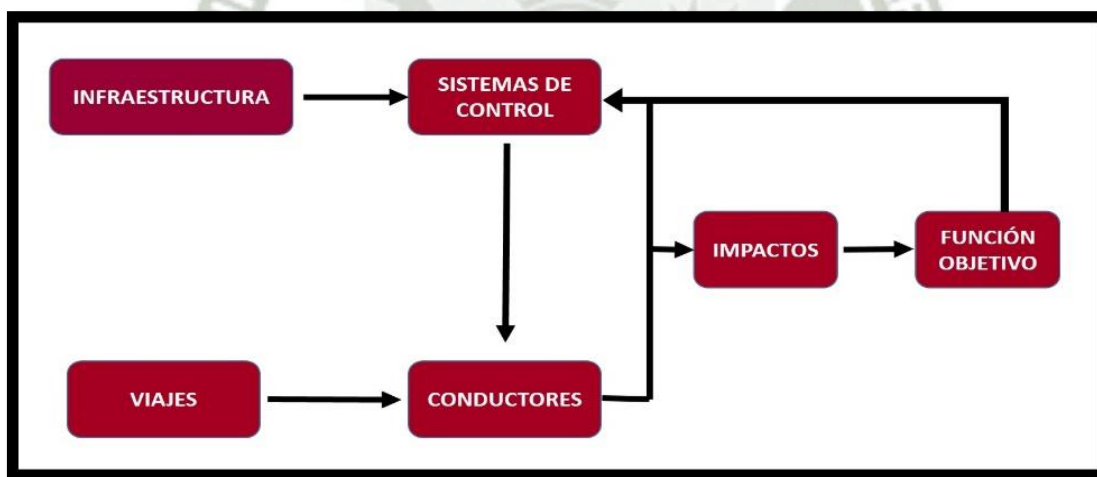 INFRAESTRUCTURA
SISTEMAS DE
CONTROL
IMPACTOS
FUNCIÓN
OBJETIVO
VIAJES
CONDUCTORES